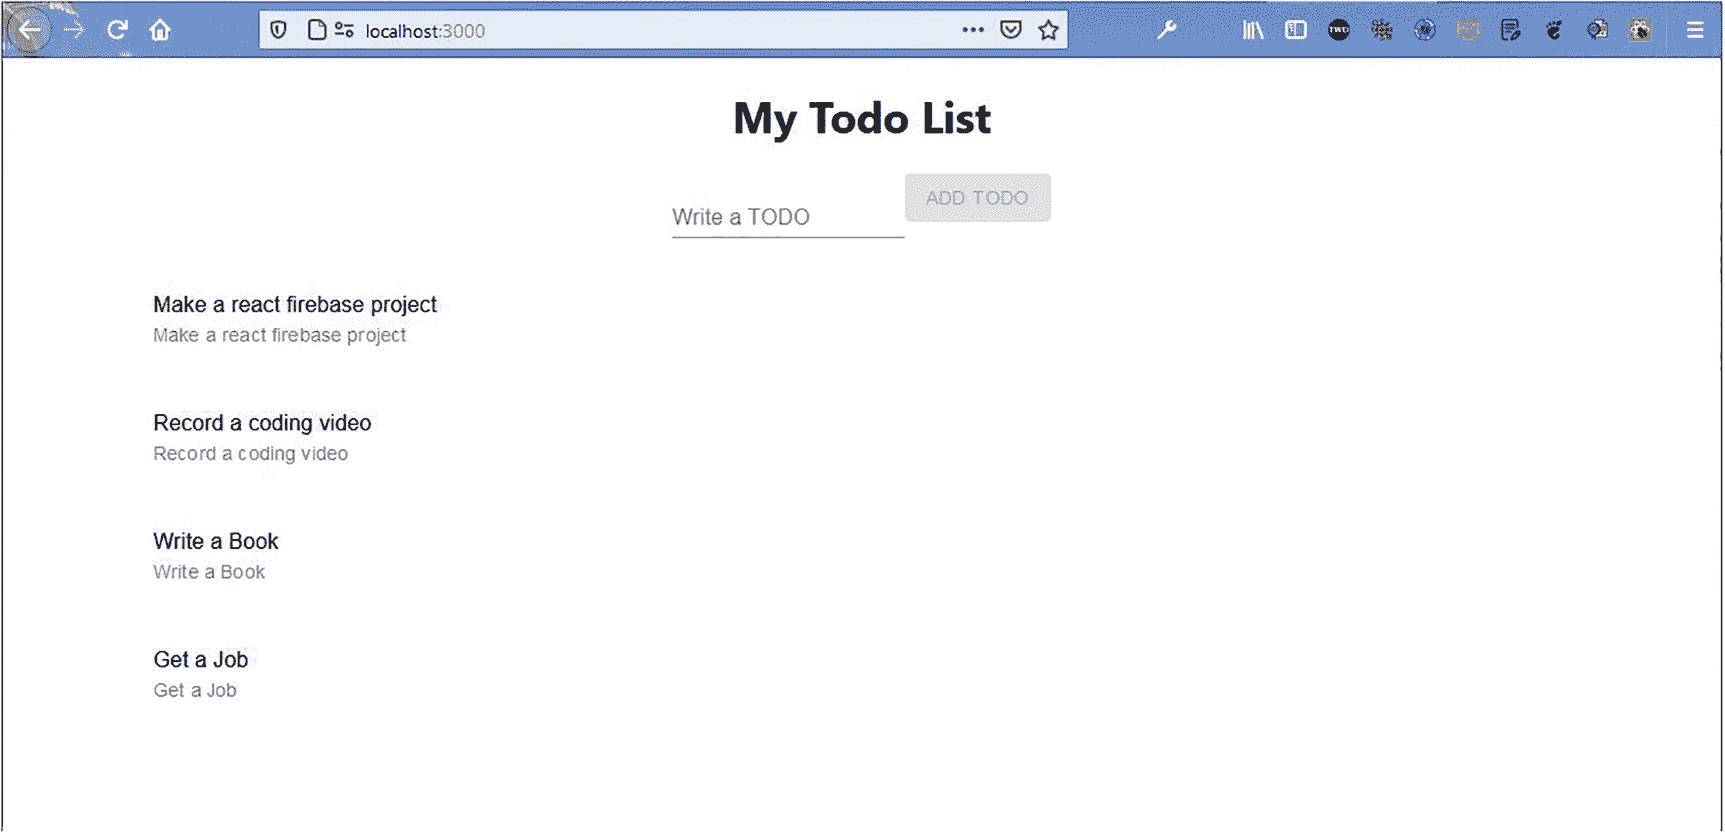 localhost:3000
TWD
My Todo List
ADD TODO
Write a TODO
Make a react firebase project
Make a react firebase project
Record a coding video
Record a coding video
Write a Book
Write a Book
Get a Job
Get a Job